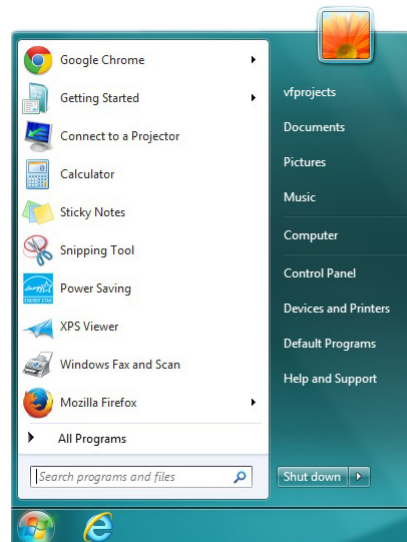 Google Chrome
Getting Started
Connect to a Projector
Calculator
Sticky Notes
Snipping Tool
Power Saving
XPS Viewer
Windows Fax and Scan
Mozilla Firefox
All Programs
Search programs and files
vfprojects
Documents
Pictures
Music
Computer
Control Panel
Devices and Printers
Default Programs
Help and Support
Shut down